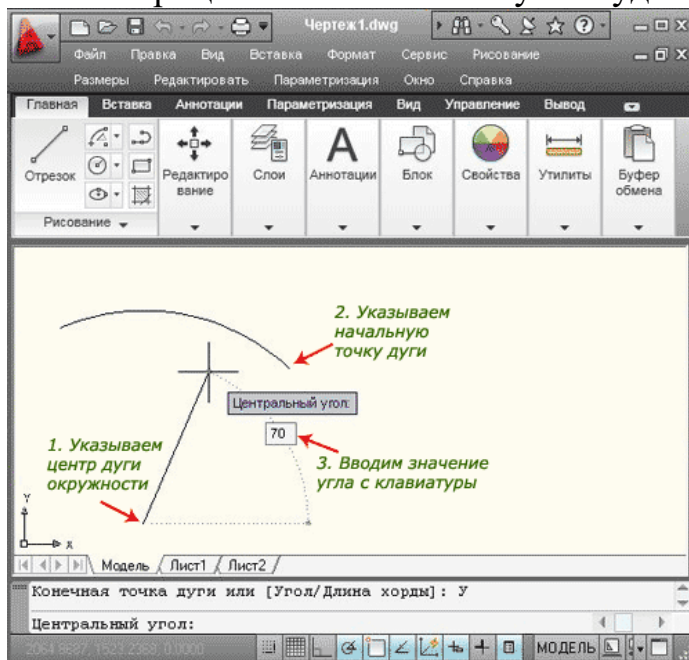 Чертеж1.dwg
Файл Правка Вид Вставка Формат Сервис Рисование
Размеры Редактировать Параметризация Окно Справка
Главная Вставка Аннотации Параметризация Вид Управление Вывод
Отрезок
Редактиро
вание
Слои
Аннотации
Блок
Свойства
Утилиты
Буфер
обмена
Рисование
2. Указываем
начальную
точку дуги
Центральный угол:
70
1. Указываем
центр дуги
окружности
3. Вводим значение
угла с клавиатуры
Y
X
Модель Лист1 Лист2
Конечная точка дуги или [Угол/Длина хорды]: У
Центральный угол:
МОДЕЛЬ